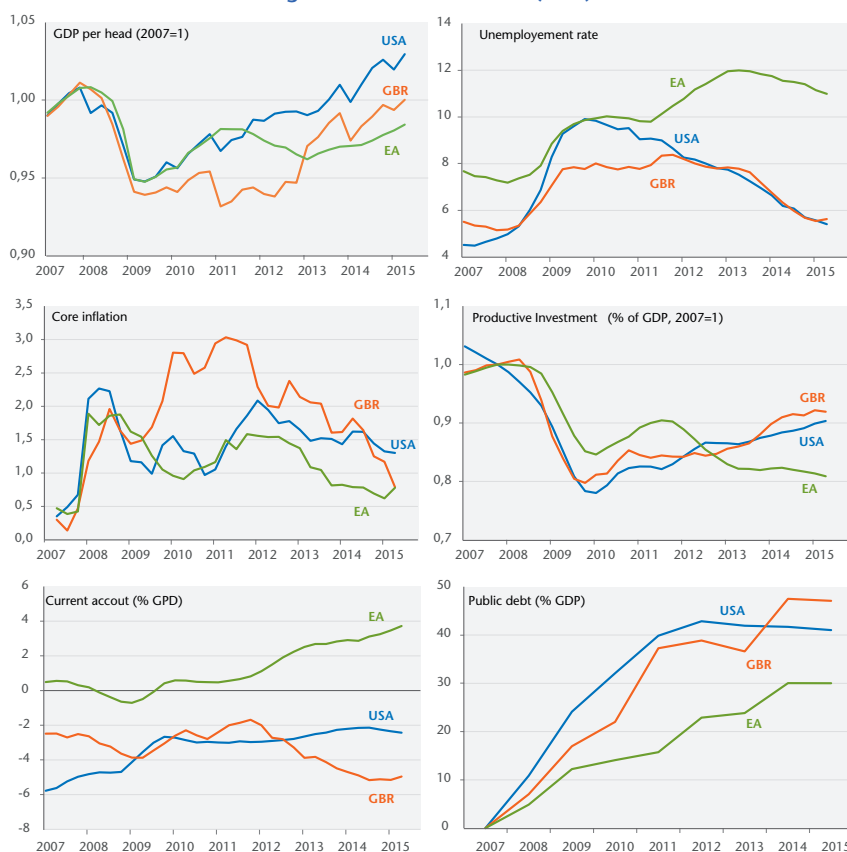 1,05
GDP per head (2007=1)
USA
GBR
EA
1,00
0,95
0,90
2007 2008 2009 2010 2011 2012 2013 2014 2015
14
Unemployement rate
EA
USA
GBR
12
10
8
6
4
2007 2008 2009 2010 2011 2012 2013 2014 2015
3,5
Core inflation
GBR
USA
EA
3,0
2,5
2,0
1,5
1,0
0,5
0,0
2007 2008 2009 2010 2011 2012 2013 2014 2015
1,1
Productive Investment (% of GDP, 2007=1)
GBR
USA
EA
1,0
0,9
0,8
0,7
2007 2008 2009 2010 2011 2012 2013 2014 2015
6
Current accout (% GPD)
EA
USA
GBR
4
2
0
-2
-4
-6
-8
2007 2008 2009 2010 2011 2012 2013 2014 2015
50
Public debt (% GDP)
USA
GBR
EA
40
30
20
10
0
2007 2008 2009 2010 2011 2012 2013 2014 2015